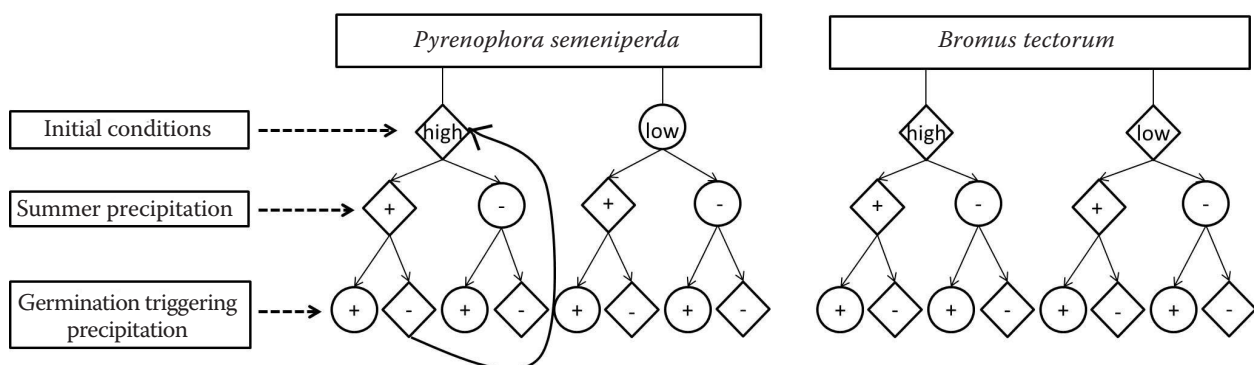 Pyrenophora semeniperda
Bromus tectorum
Initial conditions
high
low
high
low
Summer precipitation
+ - + - + - + -
Germination triggering
precipitation
+ - + - + - + - + - + - + - + -